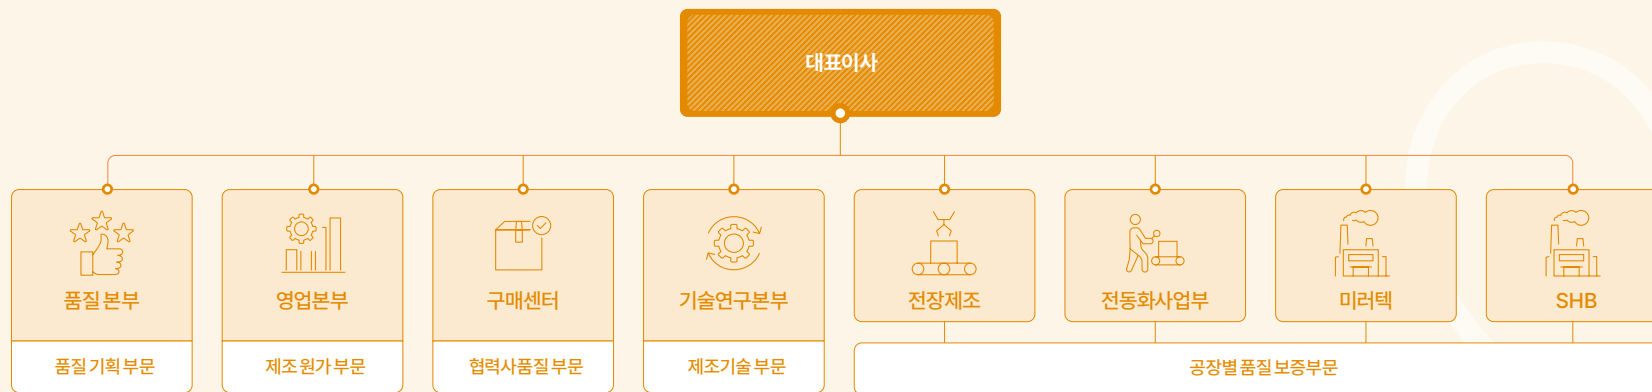 대표이사
품질 본부
영업본부
구매센터
기술연구본부
전장제조
전동화사업부
미러텍
SHB
품질 기획 부문
제조 원가 부문
협력사품질 부문
제조기술 부문
공장별 품질 보증부문